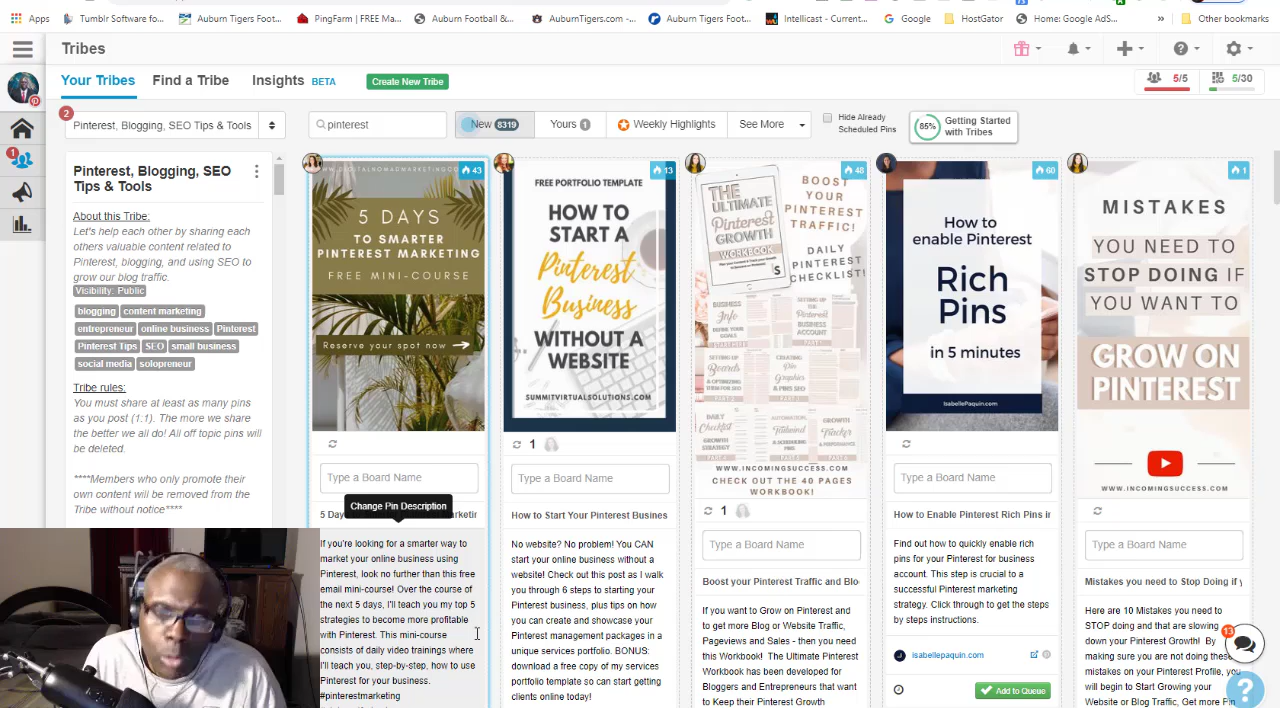 Apps
Tumblr Software fo...
Auburn Tigers Foot...
PingFarm | FREE Ma...
Auburn Football &...
AuburnTigers.com -...
Auburn Tigers Foot...
Intellicast - Current...
Google
HostGator
Home: Google AdS...
»
Other bookmarks
Tribes
Your Tribes
Find a Tribe
Insights BETA
Create New Tribe
5/5
5/30
2
Pinterest, Blogging, SEO Tips & Tools
pinterest
New 8319
Yours 1
Weekly Highlights
See More
Hide Already
Scheduled Pins
85%
Getting Started
with Tribes
1
Pinterest, Blogging, SEO
Tips & Tools
About this Tribe:
Let's help each other by sharing each
others valuable content related to
Pinterest, blogging, and using SEO to
grow our blog traffic.
Visibility: Public
blogging content marketing
entrepreneur online business Pinterest
Pinterest Tips SEO small business
social media solopreneur
Tribe rules:
You must share at least as many pins
as you post (1:1). The more we share
the better we all do! All off topic pins will
be deleted.
****Members who only promote their
own content will be removed from the
Tribe without notice****
43
5 DAYS
TO SMARTER
PINTEREST MARKETING
FREE MINI-COURSE
Reserve your spot now
Type a Board Name
Change Pin Description
If you're looking for a smarter way to
market your online business using
Pinterest, look no further than this free
email mini-course! Over the course of
the next 5 days, I'll teach you my top 5
strategies to become more profitable
with Pinterest. This mini-course
consists of daily video trainings where
I'll teach you, step-by-step, how to use
Pinterest for your business.
#pinterestmarketing
13
FREE PORTFOLIO TEMPLATE
HOW TO
START A
Pinterest
Business
WITHOUT A
WEBSITE
SUMMITVIRTUALSOLUTIONS.COM
1
Type a Board Name
How to Start Your Pinterest Busines
No website? No problem! You CAN
start your online business without a
website! Check out this post as I walk
you through 6 steps to starting your
Pinterest business, plus tips on how
you can create and showcase your
Pinterest management packages in a
unique services portfolio. BONUS:
download a free copy of my services
portfolio template so can start getting
clients online today!
48
THE
ULTIMATE
Pinterest
GROWTH
WORKBOOK
BOOST
YOUR
PINTEREST
TRAFFIC!
DAILY
PINTEREST
CHECKLIST!
WWW.INCOMINGSUCCESS.COM
CHECK OUT THE 40 PAGES
WORKBOOK!
1
Type a Board Name
Boost your Pinterest Traffic and Blo
If you want to Grow on Pinterest and
to get more Blog or Website Traffic,
Pageviews and Sales - then you need
this Workbook! The Ultimate Pinterest
Workbook has been developed for
Bloggers and Entrepreneurs that want
to Keep their Pinterest Growth
60
How to
enable Pinterest
Rich
Pins
in 5 minutes
IsabellePaquin.com
Type a Board Name
How to Enable Pinterest Rich Pins in
Find out how to quickly enable rich
pins for your Pinterest for business
account. This step is crucial to a
successful Pinterest marketing
strategy. Click through to get the steps
by steps instructions.
isabellepaquin.com
Add to Queue
1
MISTAKES
YOU NEED TO
STOP DOING IF
YOU WANT TO
GROW ON
PINTEREST
WWW.INCOMINGSUCCESS.COM
Type a Board Name
Mistakes you need to Stop Doing if y
Here are 10 Mistakes you need to
STOP doing and that are slowing
down your Pinterest Growth! By
making sure you are not doing these
mistakes on your Pinterest Profile, you
will begin to Start Growing your
Website or Blog Traffic, Get more Pin
13
?